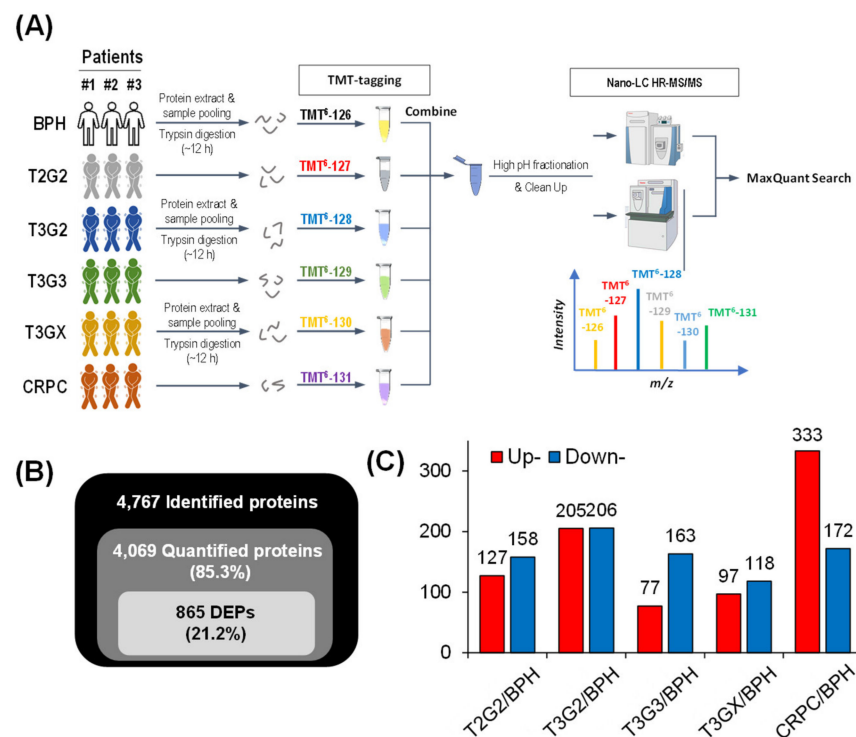 (A)
Patients
#1 #2 #3
TMT-tagging
Nano-LC HR-MS/MS
BPH
Protein extract &
sample pooling
Trypsin digestion
(~12 h)
TMT⁶-126
Combine
T2G2
TMT⁶-127
High pH fractionation
& Clean Up
MaxQuant Search
T3G2
Protein extract &
sample pooling
Trypsin digestion
(~12 h)
TMT⁶-128
T3G3
TMT⁶-129
T3GX
Protein extract &
sample pooling
Trypsin digestion
(~12 h)
TMT⁶-130
CRPC
TMT⁶-131
Intensity
TMT⁶
-126
TMT⁶
-127
TMT⁶-128
TMT⁶
-129
TMT⁶
-130
TMT⁶-131
m/z
(B)
4,767 Identified proteins
4,069 Quantified proteins
(85.3%)
865 DEPs
(21.2%)
(C)
Up- Down-
300
200
100
0
127 158
205 206
77 163
97 118
333 172
T2G2/BPH
T3G2/BPH
T3G3/BPH
T3GX/BPH
CRPC/BPH